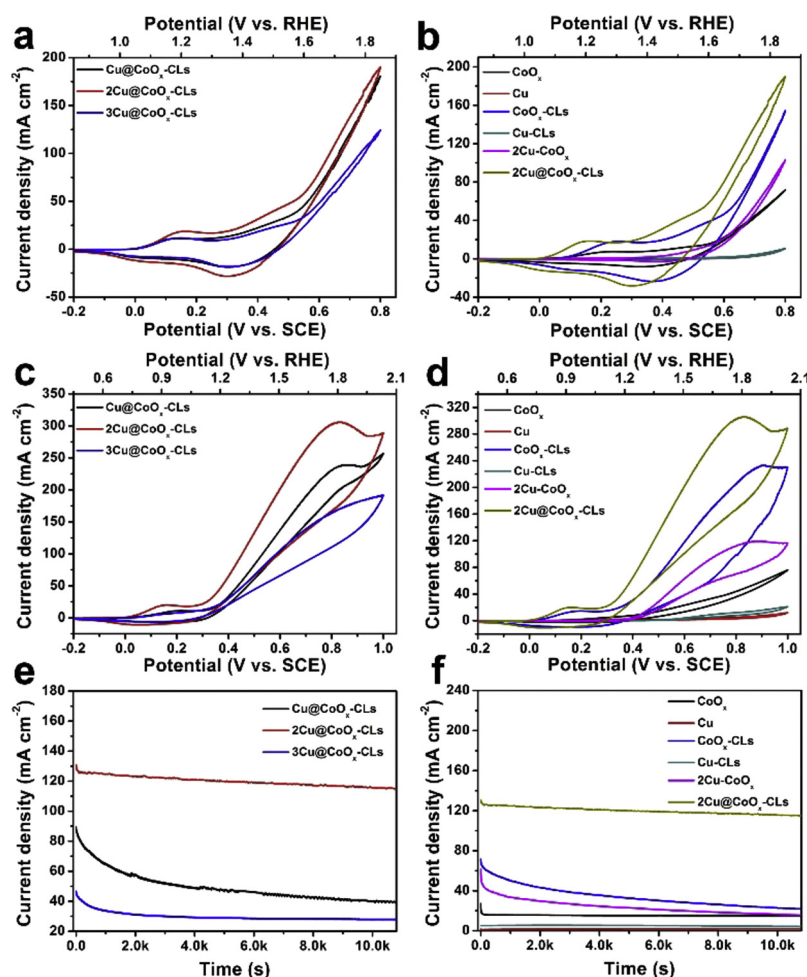 a
Potential (V vs. RHE)
1.0 1.2 1.4 1.6 1.8
Current density (mA cm⁻²)
200
150
100
50
0
-50
Cu@CoOₓ-CLs
2Cu@CoOₓ-CLs
3Cu@CoOₓ-CLs
-0.2 0.0 0.2 0.4 0.6 0.8
Potential (V vs. SCE)
b
Potential (V vs. RHE)
1.0 1.2 1.4 1.6 1.8
Current density (mA cm⁻²)
200
160
120
80
40
0
-40
CoOₓ
Cu
CoOₓ-CLs
Cu-CLs
2Cu-CoOₓ
2Cu@CoOₓ-CLs
-0.2 0.0 0.2 0.4 0.6 0.8
Potential (V vs. SCE)
c
Potential (V vs. RHE)
0.6 0.9 1.2 1.5 1.8 2.1
Current density (mA cm⁻²)
350
300
250
200
150
100
50
0
-50
Cu@CoOₓ-CLs
2Cu@CoOₓ-CLs
3Cu@CoOₓ-CLs
-0.2 0.0 0.2 0.4 0.6 0.8 1.0
Potential (V vs. SCE)
d
Potential (V vs. RHE)
0.6 0.9 1.2 1.5 1.8 2.1
Current density (mA cm⁻²)
320
280
240
200
160
120
80
40
0
-40
CoOₓ
Cu
CoOₓ-CLs
Cu-CLs
2Cu-CoOₓ
2Cu@CoOₓ-CLs
-0.2 0.0 0.2 0.4 0.6 0.8 1.0
Potential (V vs. SCE)
e
Current density (mA cm⁻²)
180
160
140
120
100
80
60
40
20
Cu@CoOₓ-CLs
2Cu@CoOₓ-CLs
3Cu@CoOₓ-CLs
0.0 2.0k 4.0k 6.0k 8.0k 10.0k
Time (s)
f
Current density (mA cm⁻²)
240
200
160
120
80
40
0
CoOₓ
Cu
CoOₓ-CLs
Cu-CLs
2Cu-CoOₓ
2Cu@CoOₓ-CLs
0.0 2.0k 4.0k 6.0k 8.0k 10.0k
Time (s)